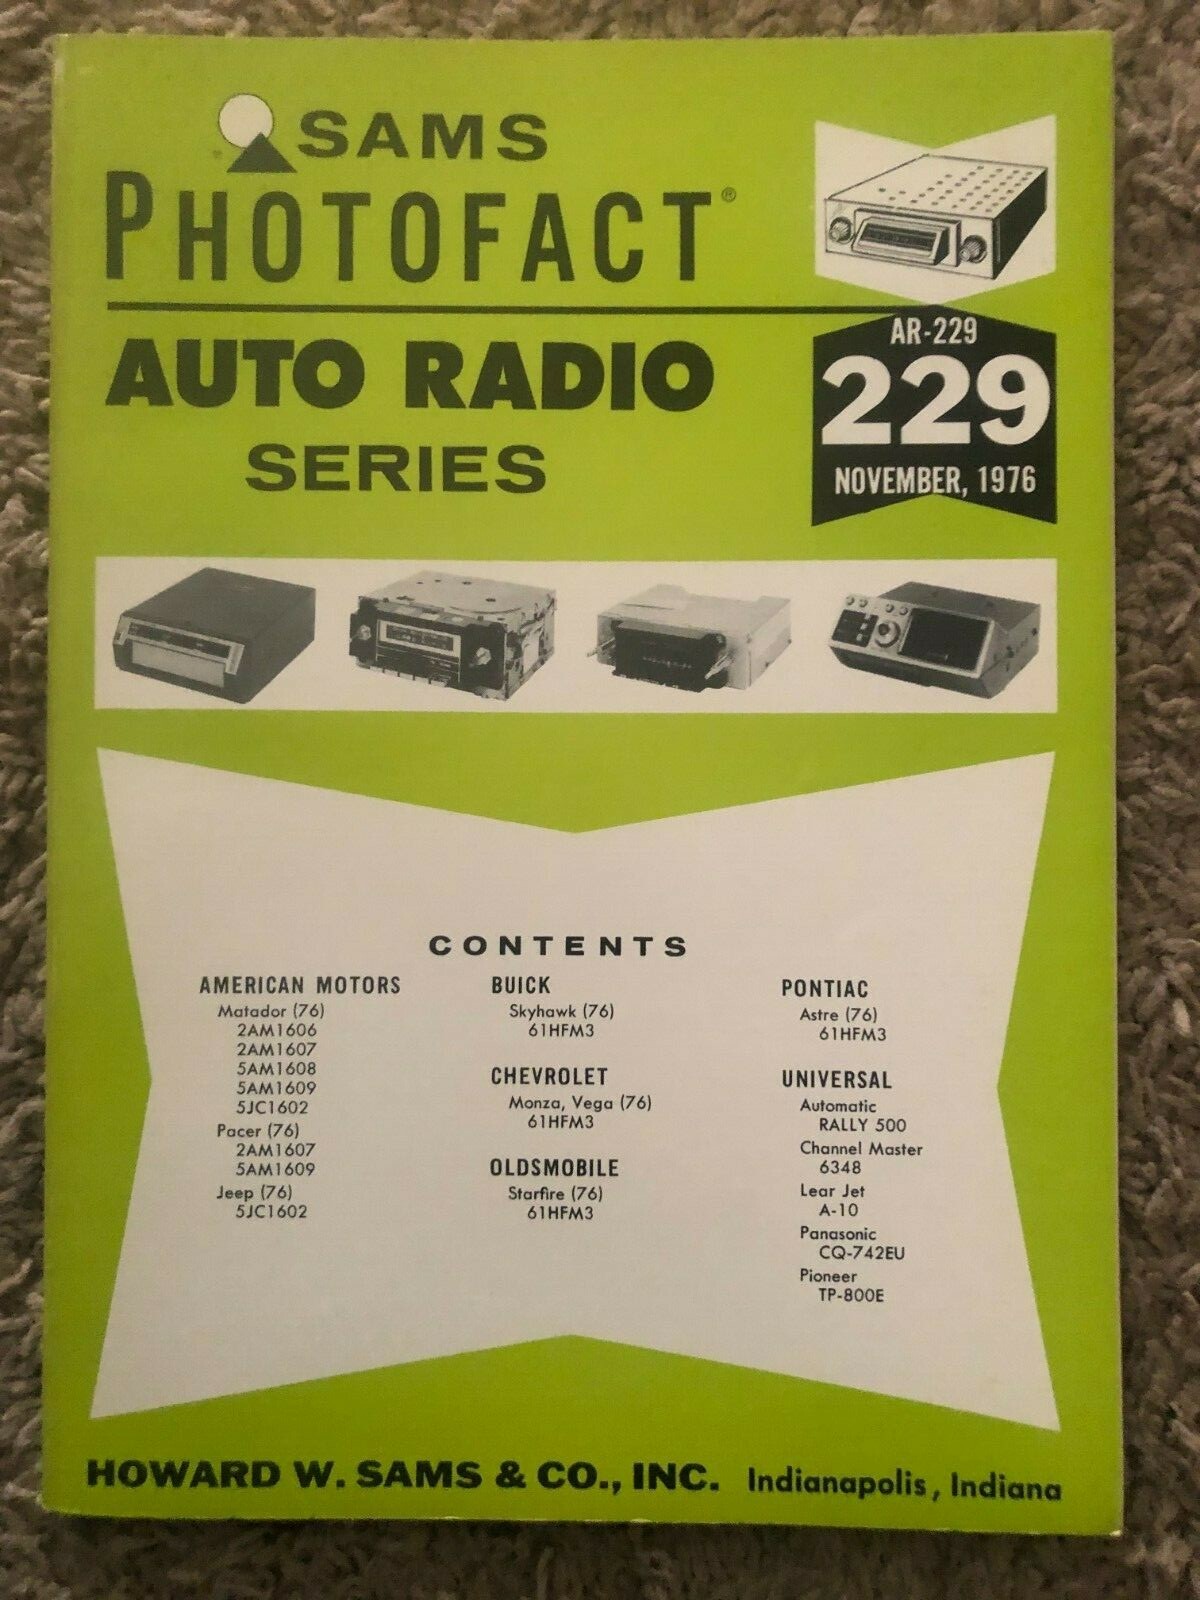 SAMS
PHOTOFACT®
AUTO RADIO
SERIES
AR-229
229
NOVEMBER, 1976
CONTENTS
AMERICAN MOTORS
Matador (76)
2AM1606
2AM1607
5AM1608
5AM1609
5JC1602
Pacer (76)
2AM1607
5AM1609
Jeep (76)
5JC1602
BUICK
Skyhawk (76)
61HFM3
CHEVROLET
Monza, Vega (76)
61HFM3
OLDSMOBILE
Starfire (76)
61HFM3
PONTIAC
Astre (76)
61HFM3
UNIVERSAL
Automatic
RALLY 500
Channel Master
6348
Lear Jet
A-10
Panasonic
CQ-742EU
Pioneer
TP-800E
HOWARD W. SAMS & CO., INC. Indianapolis, Indiana